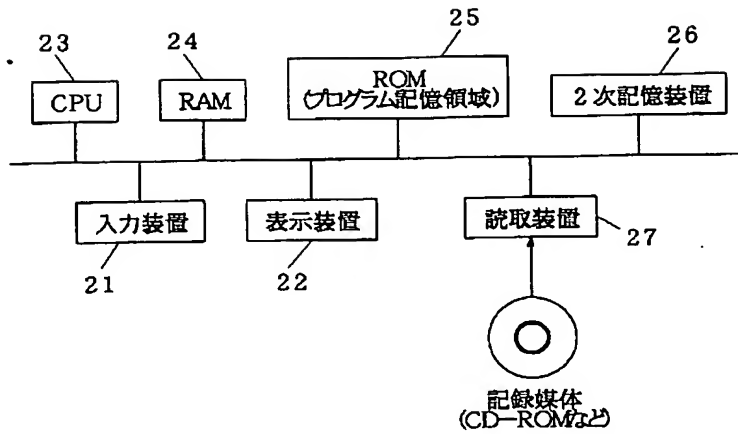 23
24
25
26
CPU
RAM
ROM
(プログラム記憶領域)
2次記憶装置
入力装置
表示装置
読取装置
21
22
27
記録媒体
(CD-ROMなど)